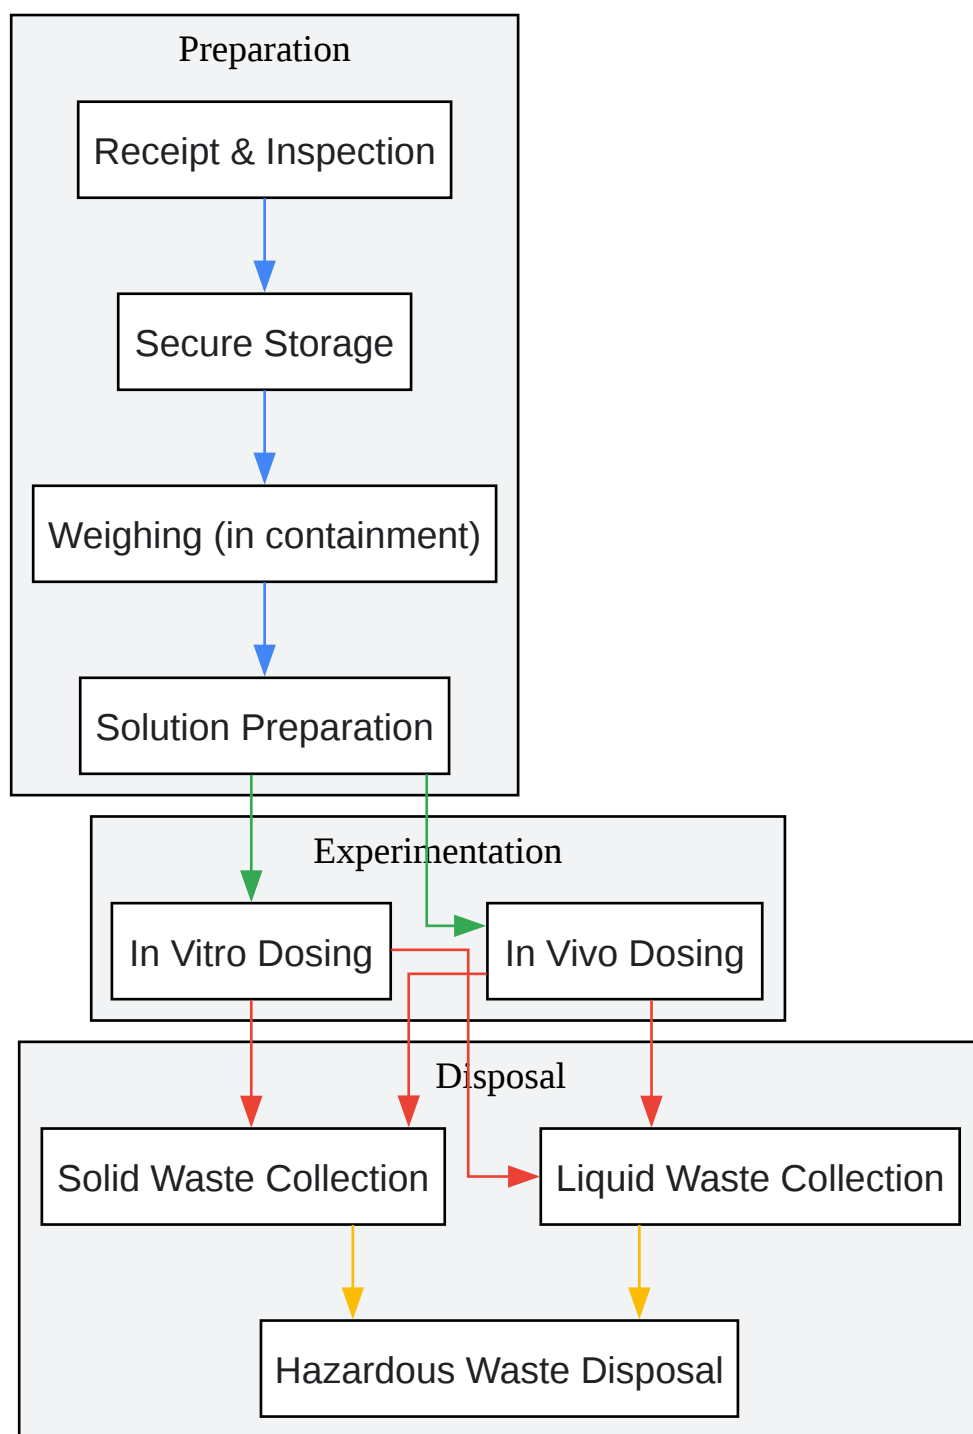 Preparation
Receipt & Inspection
Secure Storage
Weighing (in containment)
Solution Preparation
Experimentation
In Vitro Dosing
In Vivo Dosing
Disposal
Solid Waste Collection
Liquid Waste Collection
Hazardous Waste Disposal